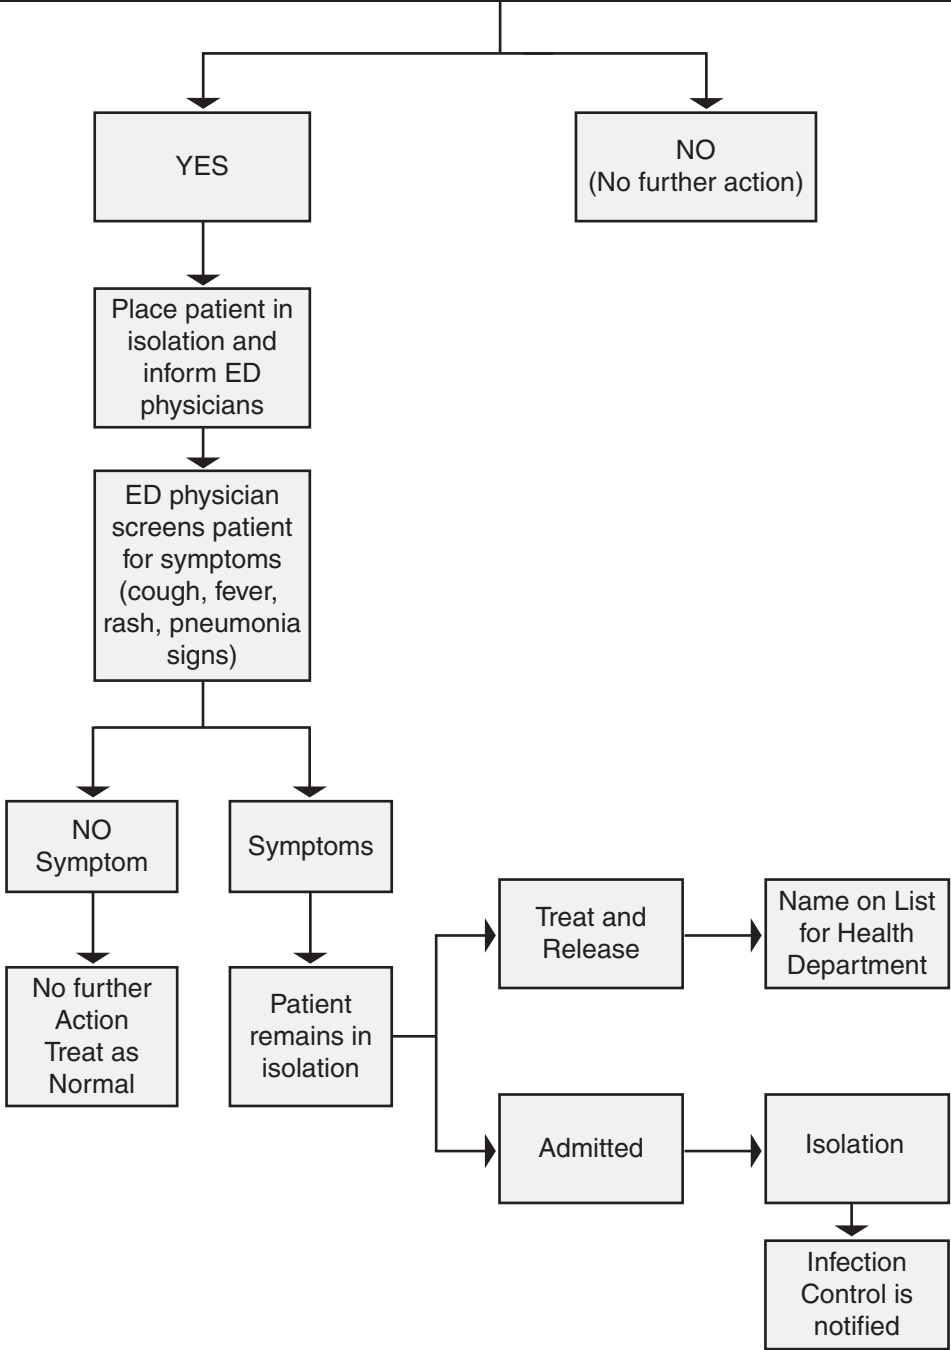 YES
NO
(No further action)
Place patient in
isolation and
inform ED
physicians
ED physician
screens patient
for symptoms
(cough, fever,
rash, pneumonia
signs)
NO
Symptom
Symptoms
No further
Action
Treat as
Normal
Patient
remains in
isolation
Treat and
Release
Name on List
for Health
Department
Admitted
Isolation
Infection
Control is
notified